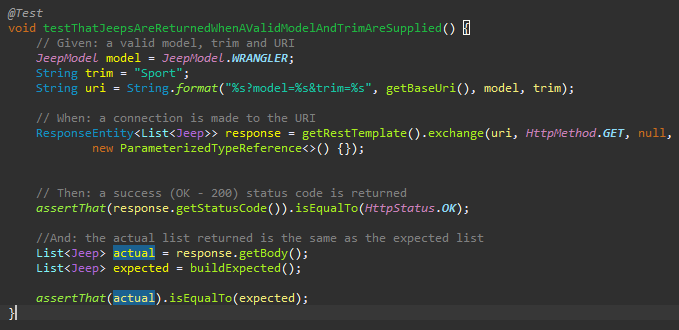 @Test
void testThatJeepsAreReturnedWhenAValidModelAndTrimAreSupplied() {
    // Given: a valid model, trim and URI
    JeepModel model = JeepModel.WRANGLER;
    String trim = "Sport";
    String uri = String.format("%s?model=%s&trim=%s", getBaseUri(), model, trim);

    // When: a connection is made to the URI
    ResponseEntity<List<Jeep>> response = getRestTemplate().exchange(uri, HttpMethod.GET, null,
            new ParameterizedTypeReference<>() {});

    // Then: a success (OK - 200) status code is returned
    assertThat(response.getStatusCode()).isEqualTo(HttpStatus.OK);

    //And: the actual list returned is the same as the expected list
    List<Jeep> actual = response.getBody();
    List<Jeep> expected = buildExpected();

    assertThat(actual).isEqualTo(expected);
}